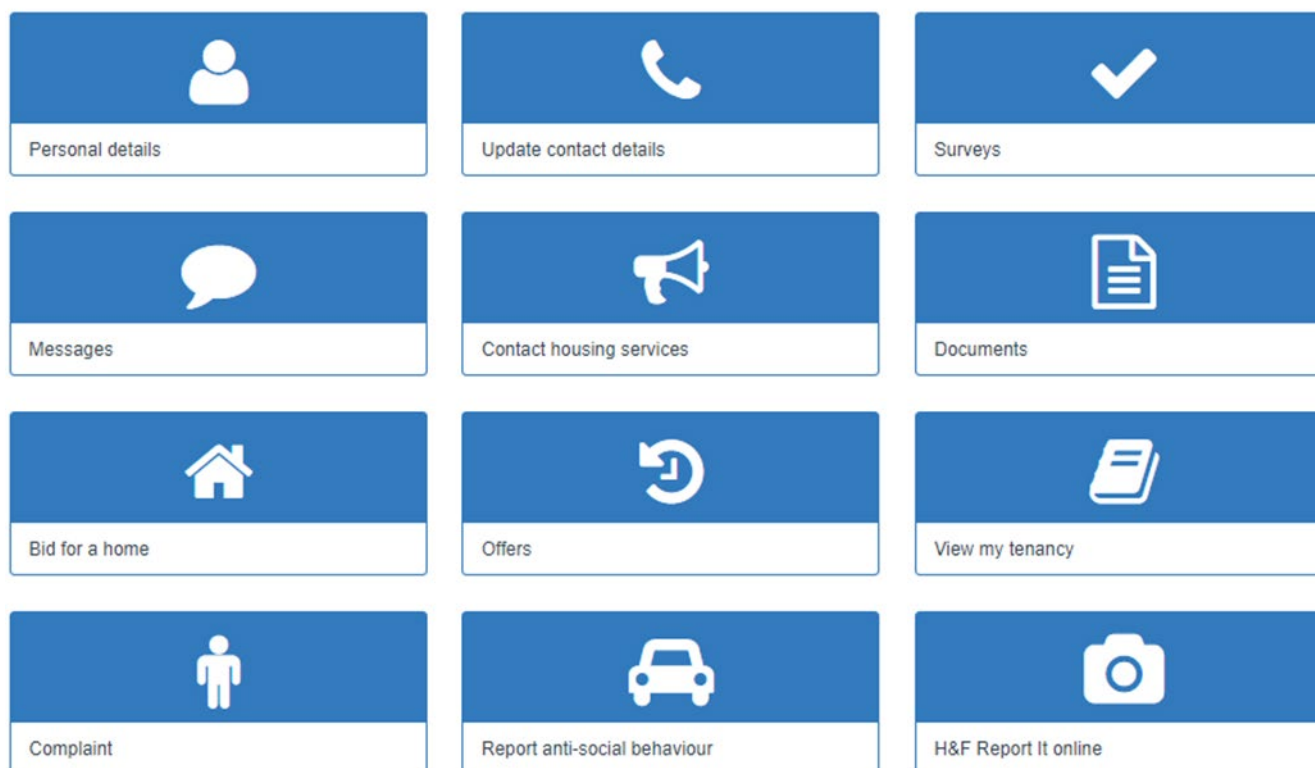 Personal details
Update contact details
Surveys
Messages
Contact housing services
Documents
Bid for a home
Offers
View my tenancy
Complaint
Report anti-social behaviour
H&F Report It online